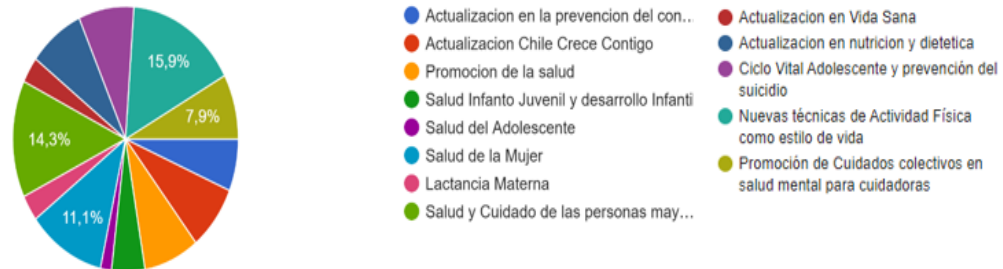 15,9%
7,9%
14,3%
11,1%
Actualizacion en la prevencion del con...
Actualizacion Chile Crece Contigo
Promocion de la salud
Salud Infanto Juvenil y desarrollo Infanti
Salud del Adolescente
Salud de la Mujer
Lactancia Materna
Salud y Cuidado de las personas may...
Actualizacion en Vida Sana
Actualizacion en nutricion y dietetica
Ciclo Vital Adolescente y prevención del
suicidio
Nuevas técnicas de Actividad Física
como estilo de vida
Promoción de Cuidados colectivos en
salud mental para cuidadoras